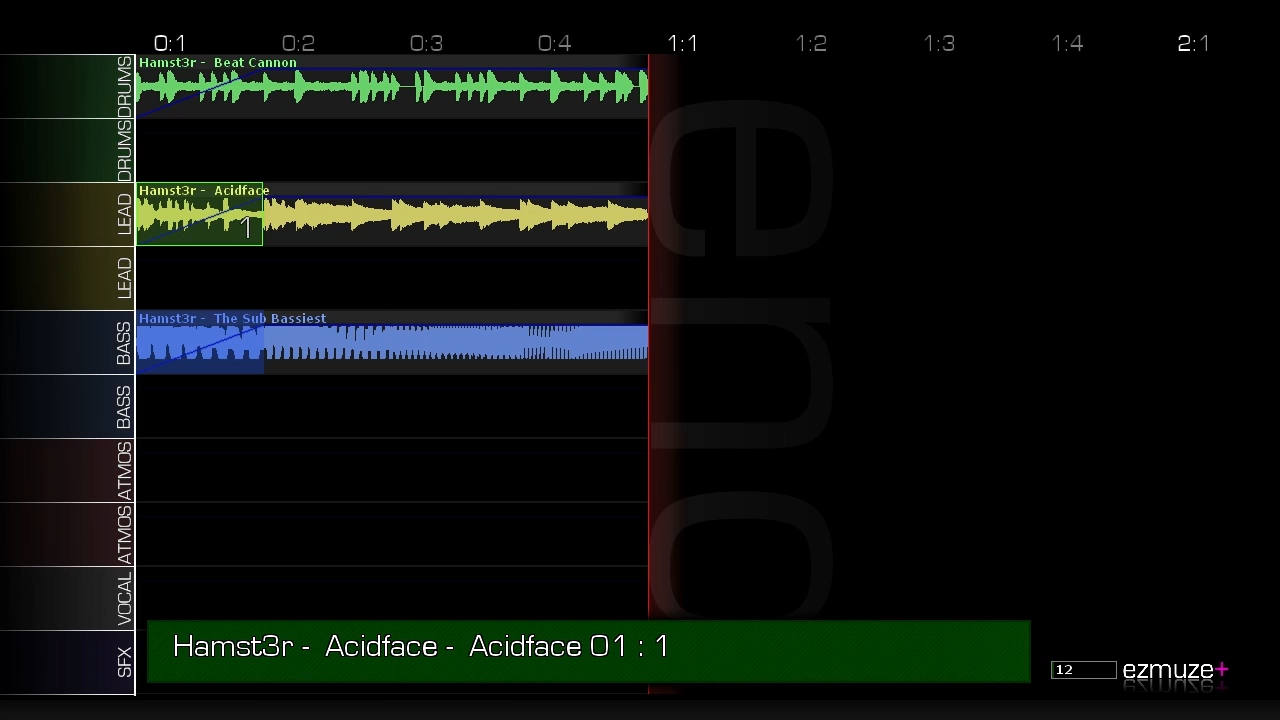 0:1 0:2 0:3 0:4 1:1 1:2 1:3 1:4 2:1
DRUMS
Hamst3r - Beat Cannon
DRUMS
LEAD
Hamst3r - Acidface
1
LEAD
BASS
Hamst3r - The Sub Bassiest
BASS
ATMOS
ATMOS
VOCAL
SFX
eno
Hamst3r - Acidface - Acidface 01 : 1
12
ezmuze+